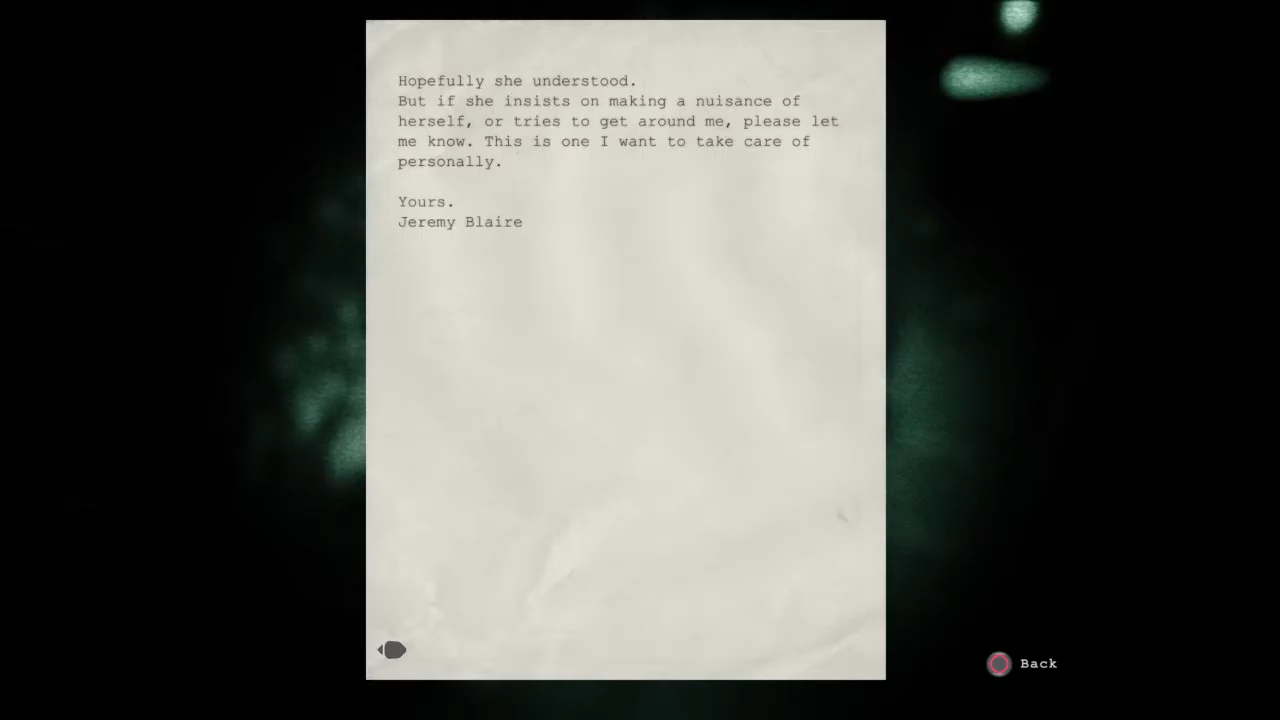 Hopefully she understood.
But if she insists on making a nuisance of
herself, or tries to get around me, please let
me know. This is one I want to take care of
personally.
Yours.
Jeremy Blaire
Back